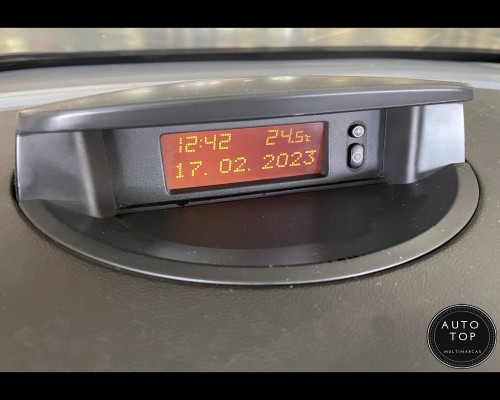 12:42 24.5°c
17. 02. 2023
AUTO
TOP
MULTIMARCAS